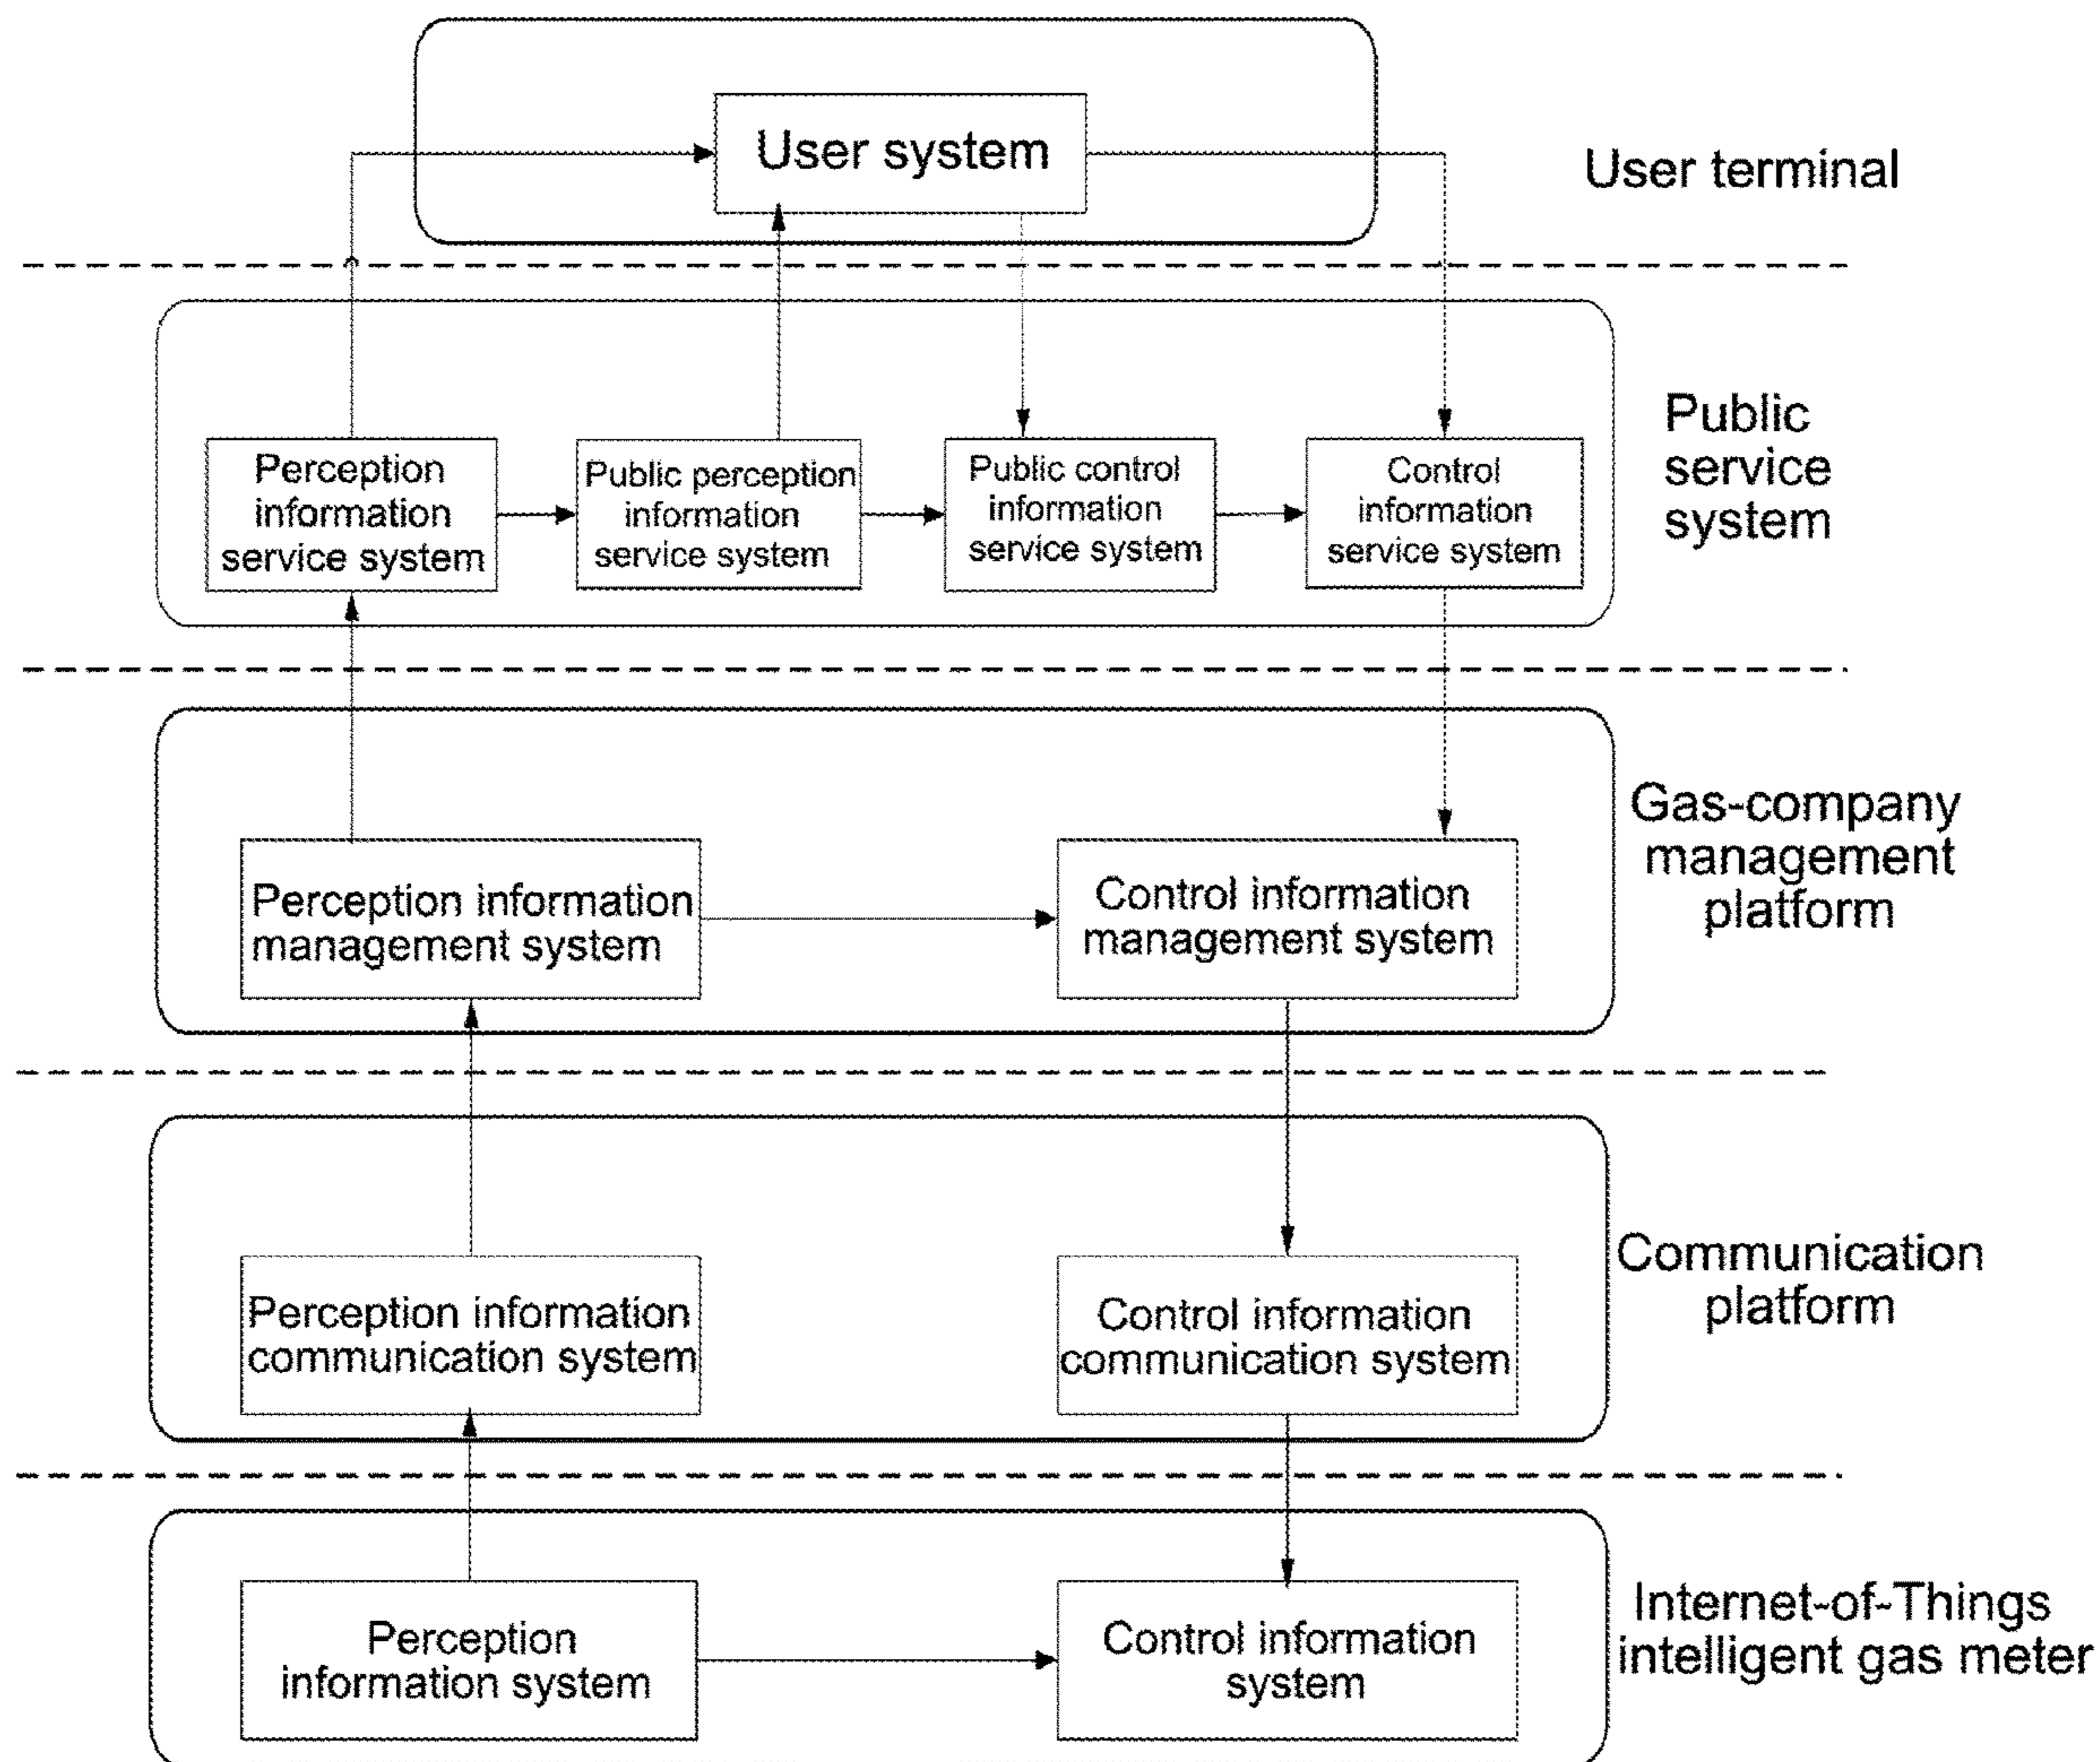 User system
User terminal
Perception
information
service system
Public perception
information
service system
Public control
information
service system
Control
information
service system
Public
service
system
Perception information
management system
Control information
management system
Gas-company
management
platform
Perception information
communication system
Control information
communication system
Communication
platform
Perception
information system
Control information
system
Internet-of-Things
intelligent gas meter